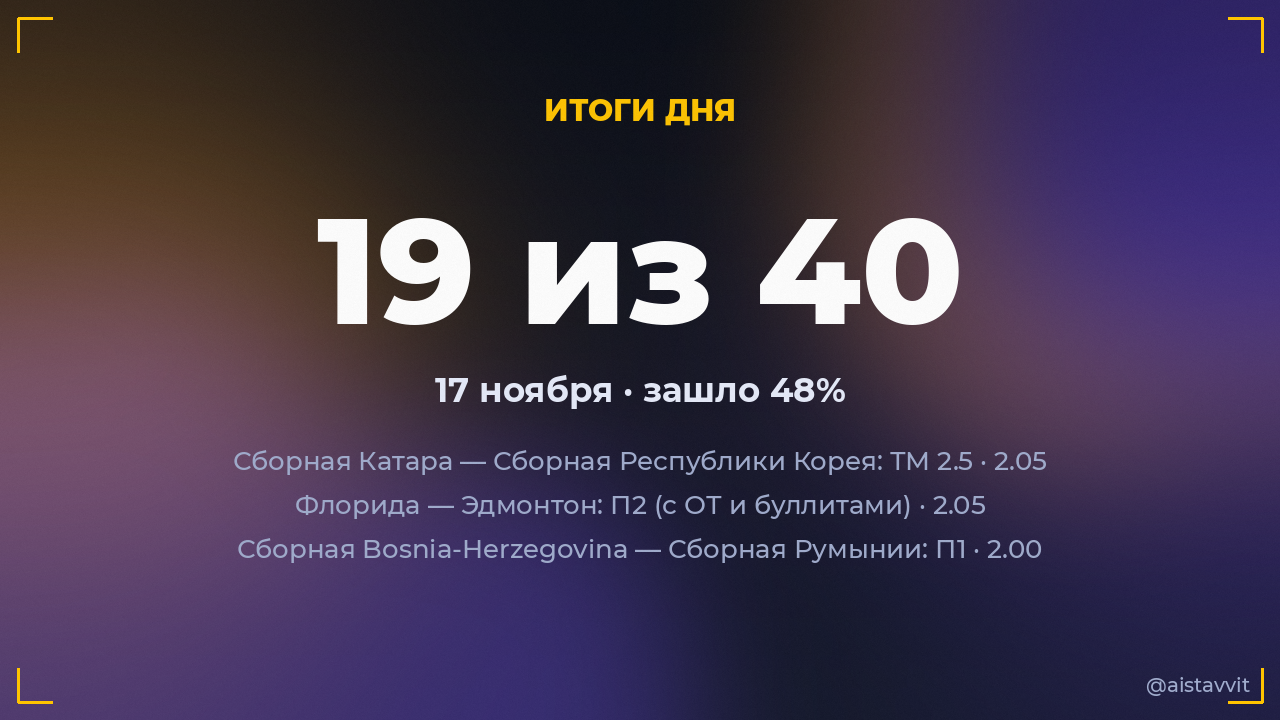 ИТОГИ ДНЯ
19 из 40
17 ноября · зашло 48%
Сборная Катара — Сборная Республики Корея: ТМ 2.5 · 2.05
Флорида — Эдмонтон: П2 (с ОТ и буллитами) · 2.05
Сборная Bosnia-Herzegovina — Сборная Румынии: П1 · 2.00
@aistavvit